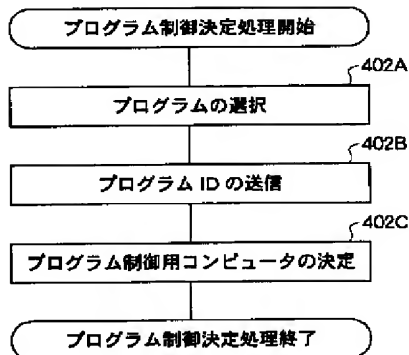 プログラム制御決定処理開始
402A
プログラムの選択
402B
プログラム ID の送信
402C
プログラム制御用コンピュータの決定
プログラム制御決定処理終了